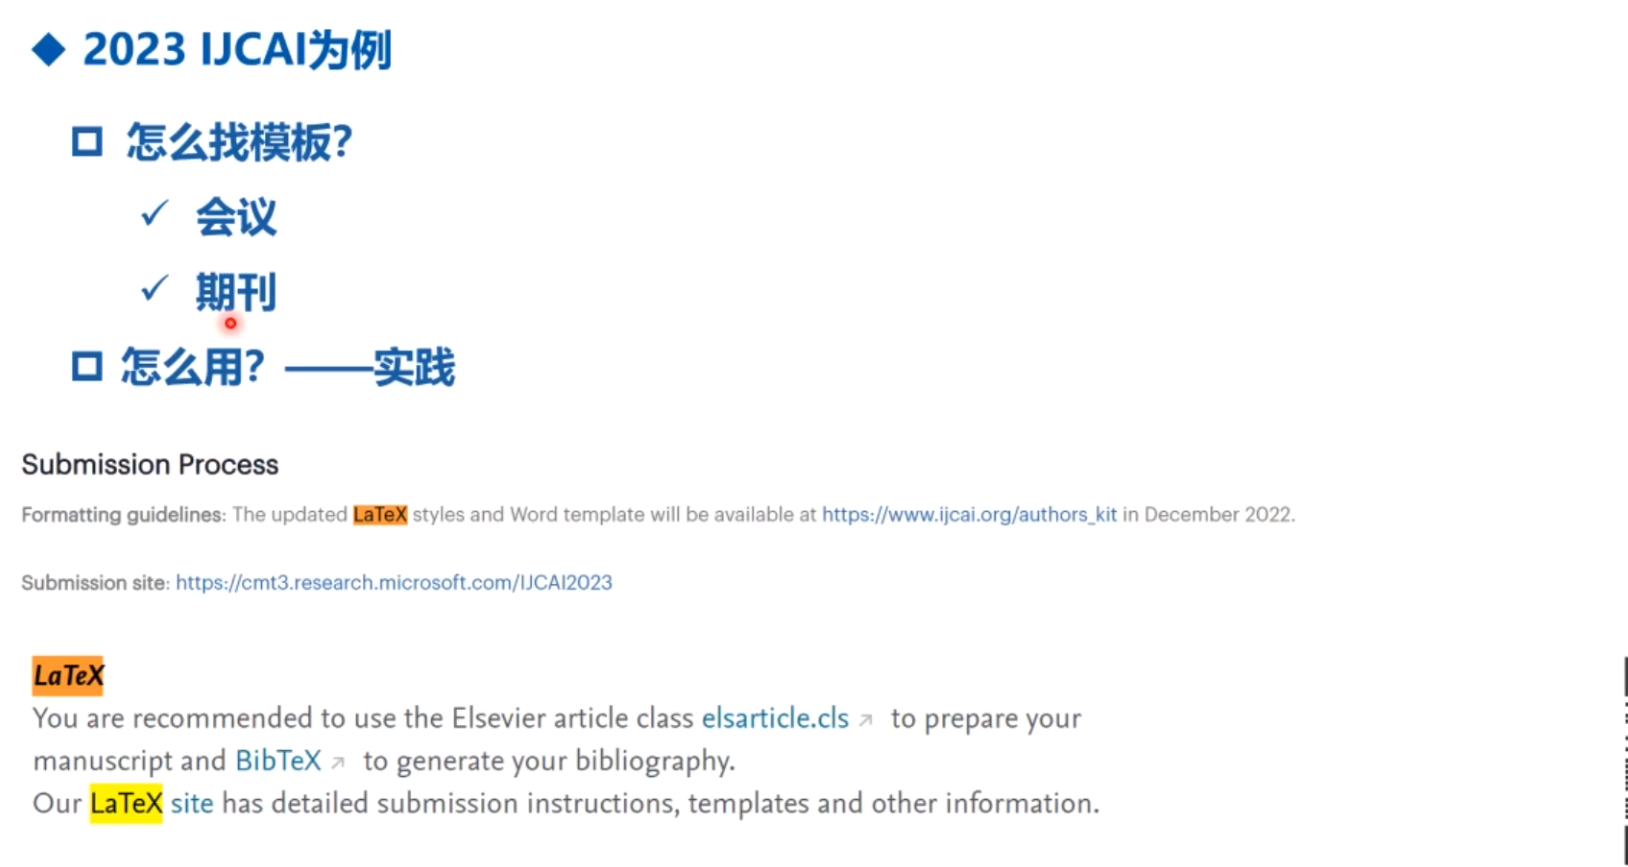 2023 IJCAI为例
怎么找模板?
会议
期刊
怎么用? ——实践
Submission Process
Formatting guidelines: The updated LaTeX styles and Word template will be available at https://www.ijcai.org/authors_kit in December 2022.
Submission site: https://cmt3.research.microsoft.com/IJCAI2023
LaTeX
You are recommended to use the Elsevier article class elsarticle.cls ↗ to prepare your
manuscript and BibTeX ↗ to generate your bibliography.
Our LaTeX site has detailed submission instructions, templates and other information.